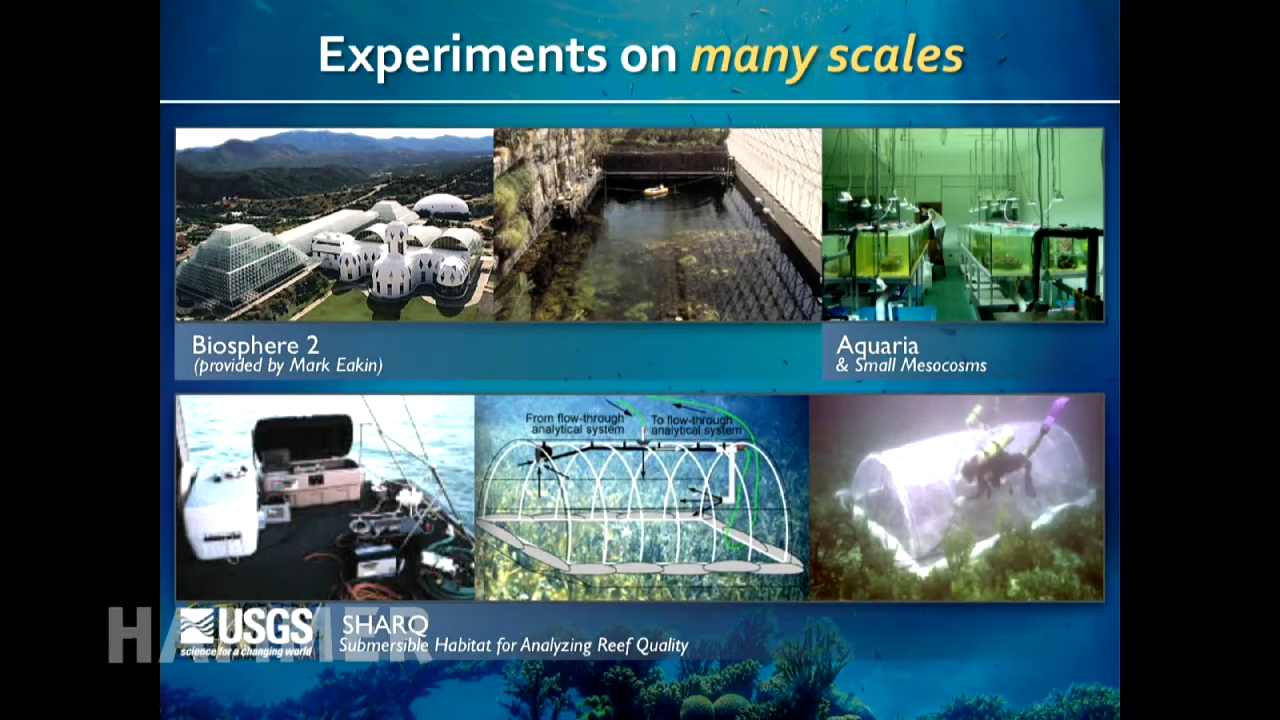 Experiments on many scales
Biosphere 2
(provided by Mark Eakin)
Aquaria
& Small Mesocosms
From flow-through
analytical system
To flow-through
analytical system
HAMMER
USGS
science for a changing world
SHARQ
Submersible Habitat for Analyzing Reef Quality